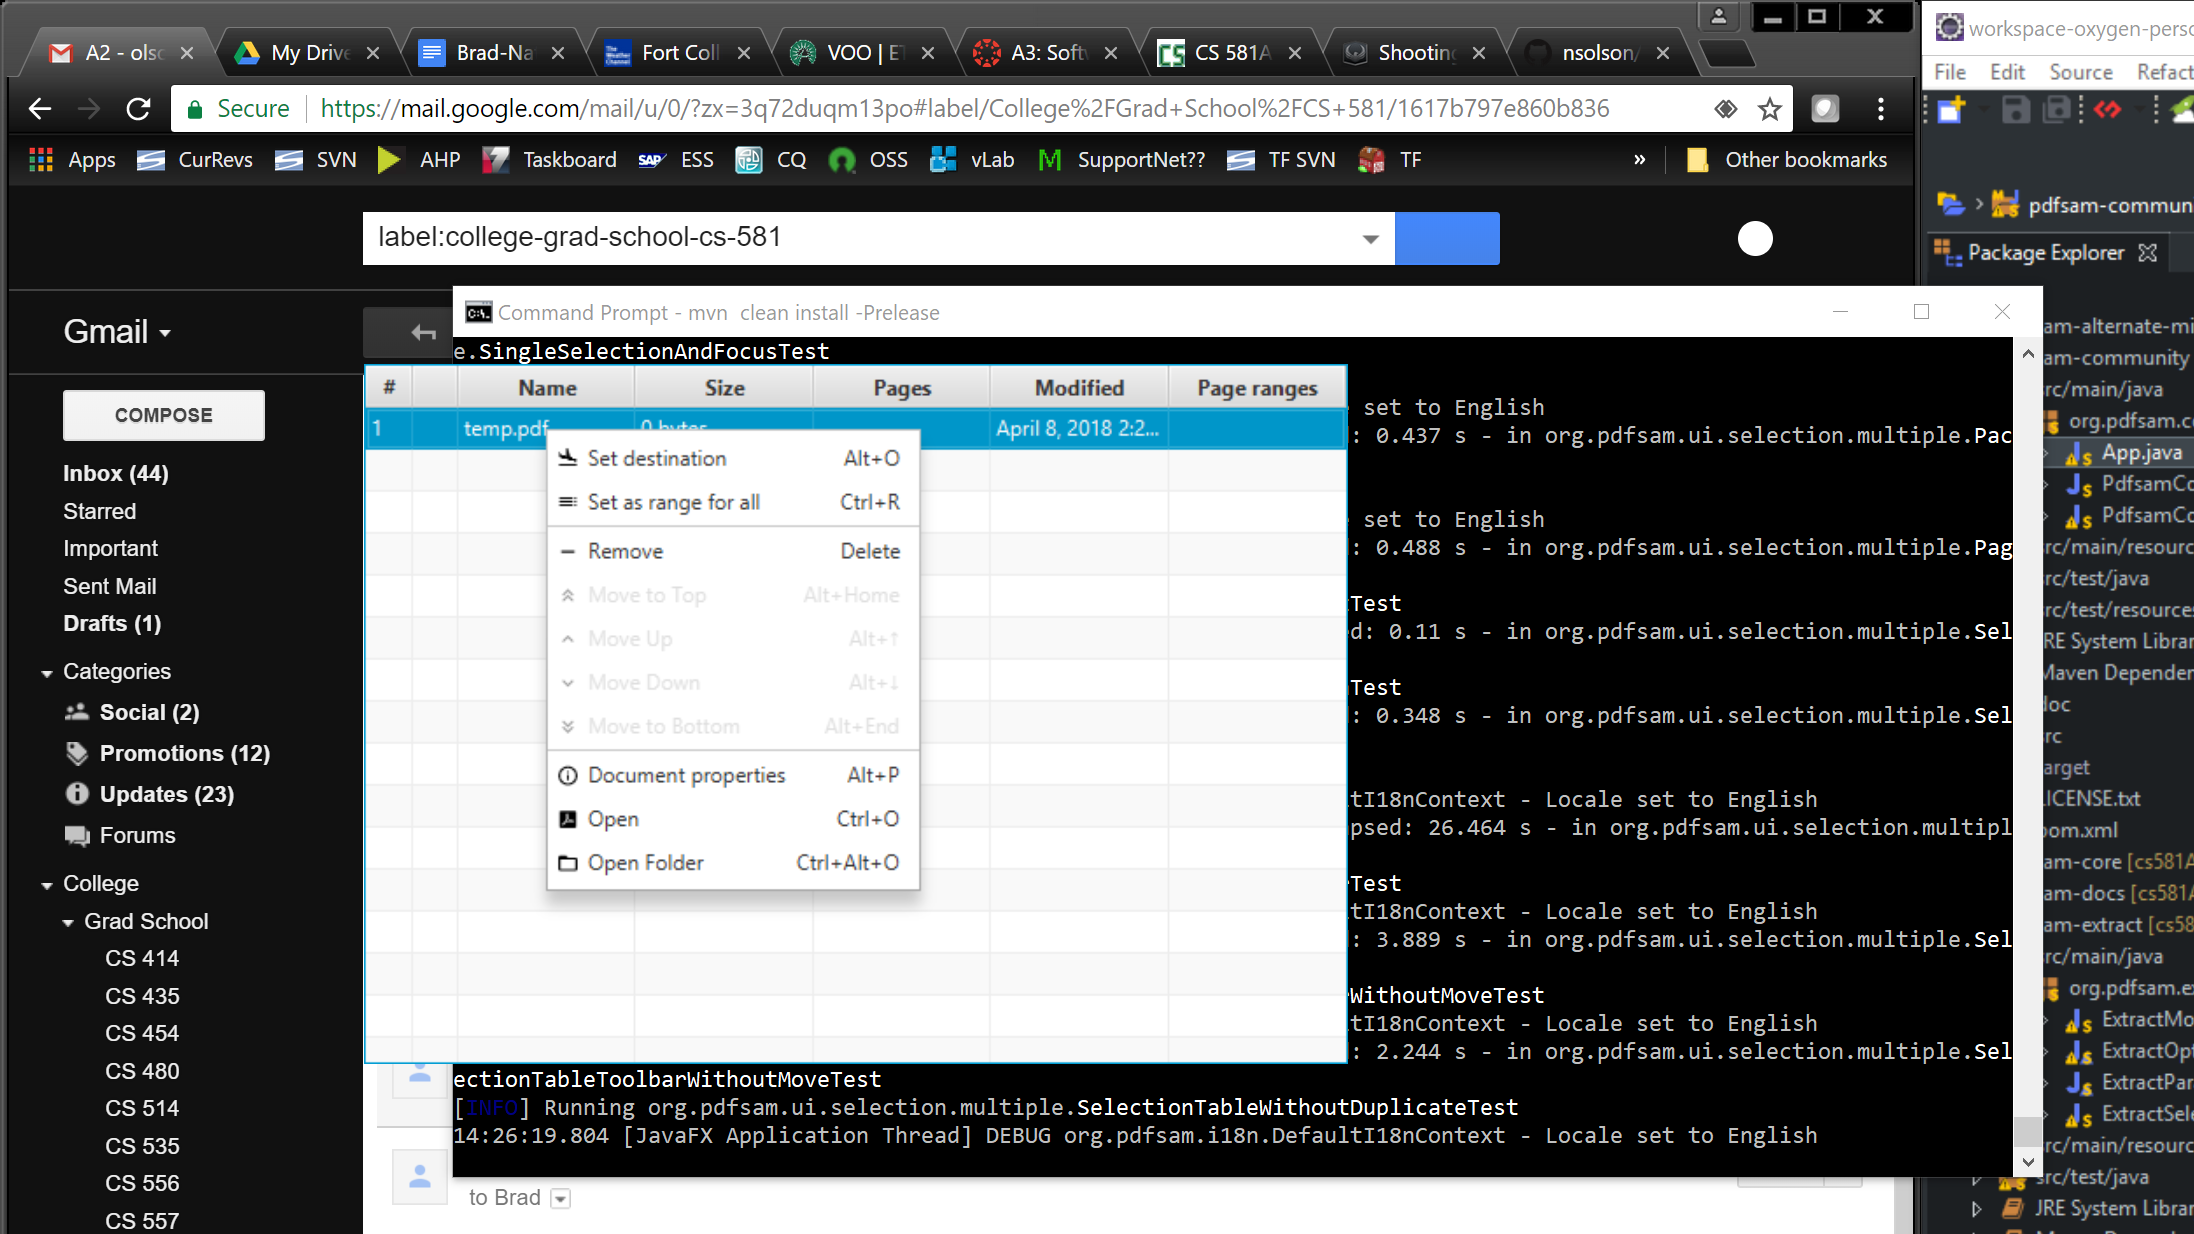 A2 - olso
My Drive
Brad-Na
Fort Coll
VOO | ET
A3: Softw
CS 581A
Shooting
nsolson/
Secure
https://mail.google.com/mail/u/0/?zx=3q72duqm13po#label/College%2FGrad+School%2FCS+581/1617b797e860b836
Apps
CurRevs
SVN
AHP
Taskboard
ESS
CQ
OSS
vLab
SupportNet??
TF SVN
TF
»
Other bookmarks
label:college-grad-school-cs-581
Gmail
COMPOSE
Inbox (44)
Starred
Important
Sent Mail
Drafts (1)
Categories
Social (2)
Promotions (12)
Updates (23)
Forums
College
Grad School
CS 414
CS 435
CS 454
CS 480
CS 514
CS 535
CS 556
CS 557
Command Prompt - mvn  clean install -Prelease
e.SingleSelectionAndFocusTest
# Name Size Pages Modified Page ranges
1 temp.pdf 0 bytes April 8, 2018 2:2...
Set destination Alt+O
Set as range for all Ctrl+R
Remove Delete
Move to Top Alt+Home
Move Up Alt+↑
Move Down Alt+↓
Move to Bottom Alt+End
Document properties Alt+P
Open Ctrl+O
Open Folder Ctrl+Alt+O
set to English
: 0.437 s - in org.pdfsam.ui.selection.multiple.Pac
set to English
: 0.488 s - in org.pdfsam.ui.selection.multiple.Pag
Test
d: 0.11 s - in org.pdfsam.ui.selection.multiple.Sel
Test
: 0.348 s - in org.pdfsam.ui.selection.multiple.Sel
ltI18nContext - Locale set to English
psed: 26.464 s - in org.pdfsam.ui.selection.multipl
Test
ltI18nContext - Locale set to English
: 3.889 s - in org.pdfsam.ui.selection.multiple.Sel
WithoutMoveTest
ltI18nContext - Locale set to English
: 2.244 s - in org.pdfsam.ui.selection.multiple.Sel
ectionTableToolbarWithoutMoveTest
[INFO] Running org.pdfsam.ui.selection.multiple.SelectionTableWithoutDuplicateTest
14:26:19.804 [JavaFX Application Thread] DEBUG org.pdfsam.i18n.DefaultI18nContext - Locale set to English
to Brad
workspace-oxygen-perso
File Edit Source Refact
pdfsam-commun
Package Explorer
am-alternate-mi
am-community
rc/main/java
org.pdfsam.co
App.java
PdfsamCo
PdfsamCo
rc/main/resourc
rc/test/java
rc/test/resources
RE System Librar
Maven Depender
doc
rc
arget
LICENSE.txt
pom.xml
am-core [cs581A
am-docs [cs581A
am-extract [cs58
rc/main/java
org.pdfsam.ex
ExtractMo
ExtractOpt
ExtractPar
ExtractSele
rc/main/resourc
src/test/java
JRE System Librar